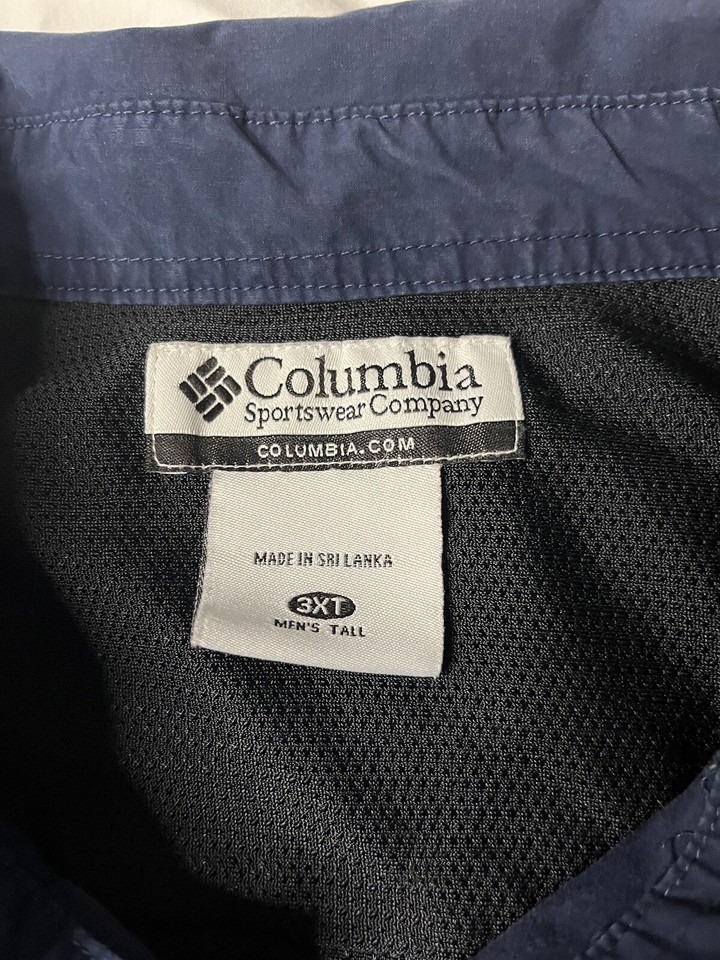 Columbia
Sportswear Company
COLUMBIA.COM
MADE IN SRI LANKA
3XT
MEN'S TALL